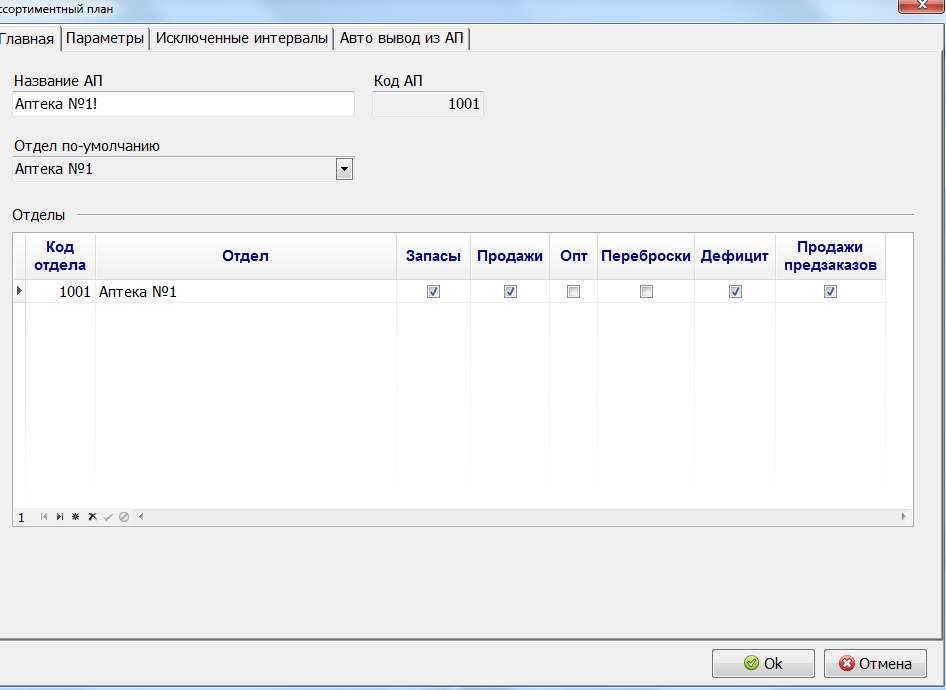 ссортиментный план
Главная Параметры Исключенные интервалы Авто вывод из АП
Название АП Код АП
Аптека №1! 1001
Отдел по-умолчанию
Аптека №1
Отделы
Код отдела Отдел Запасы Продажи Опт Переброски Дефицит Продажи предзаказов
1001 Аптека №1
1
Ok Отмена